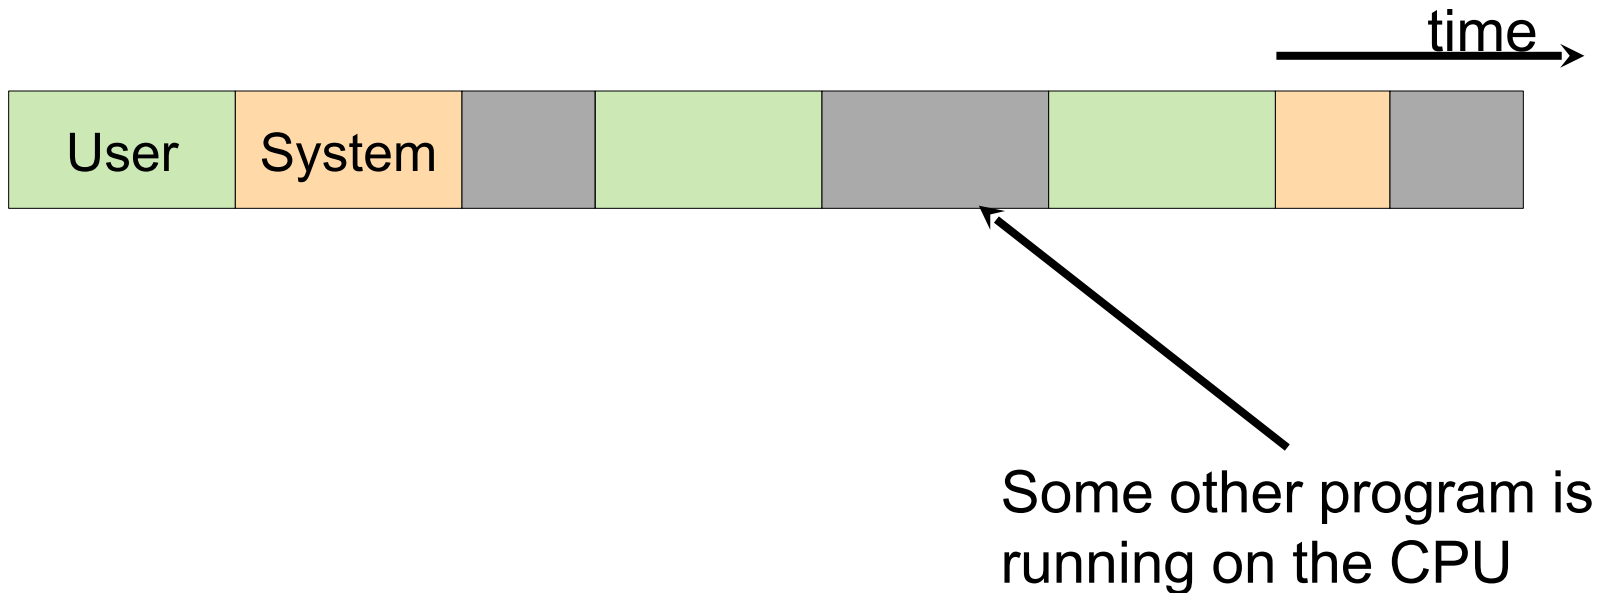 time
User System
Some other program is
running on the CPU